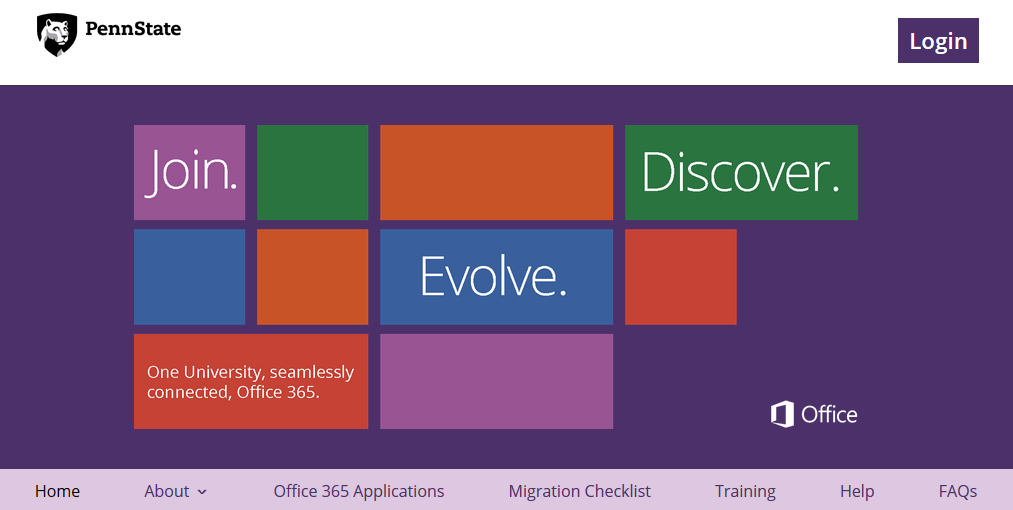 PennState
Login
Join.
Discover.
Evolve.
One University, seamlessly
connected, Office 365.
Office
Home
About
Office 365 Applications
Migration Checklist
Training
Help
FAQs